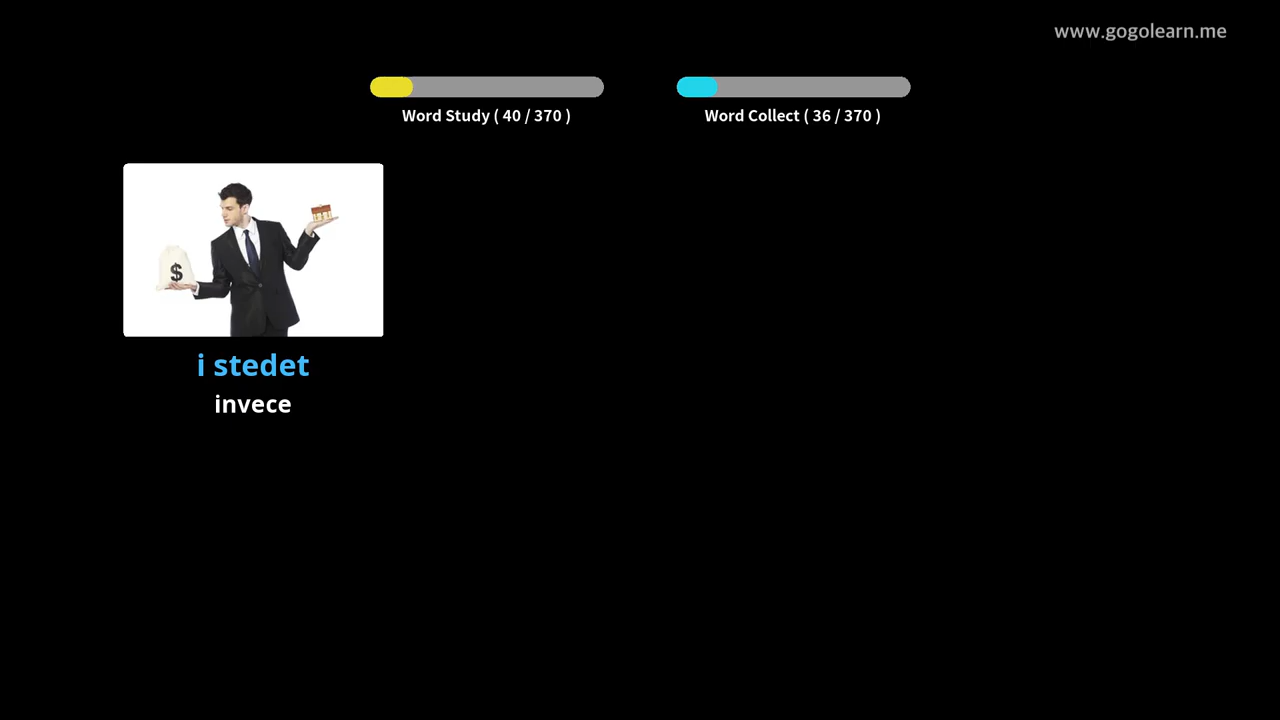 www.gogolearn.me
Word Study ( 40 / 370 )
Word Collect ( 36 / 370 )
$
i stedet
invece